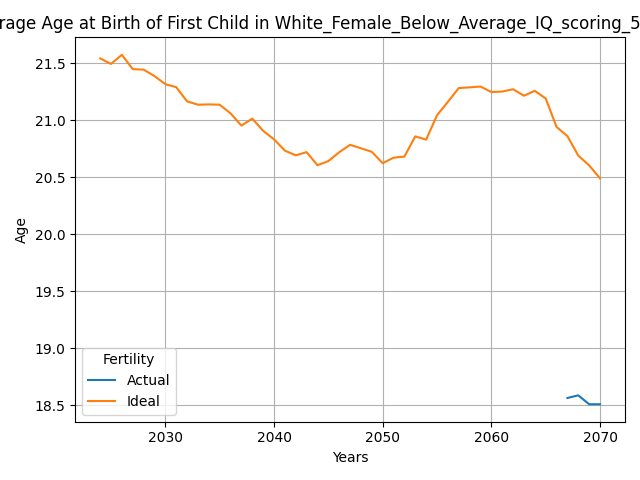 rage Age at Birth of First Child in White_Female_Below_Average_IQ_scoring_5
21.5
21.0
20.5
20.0
19.5
19.0
18.5
Age
Fertility
Actual
Ideal
2030
2040
2050
2060
2070
Years